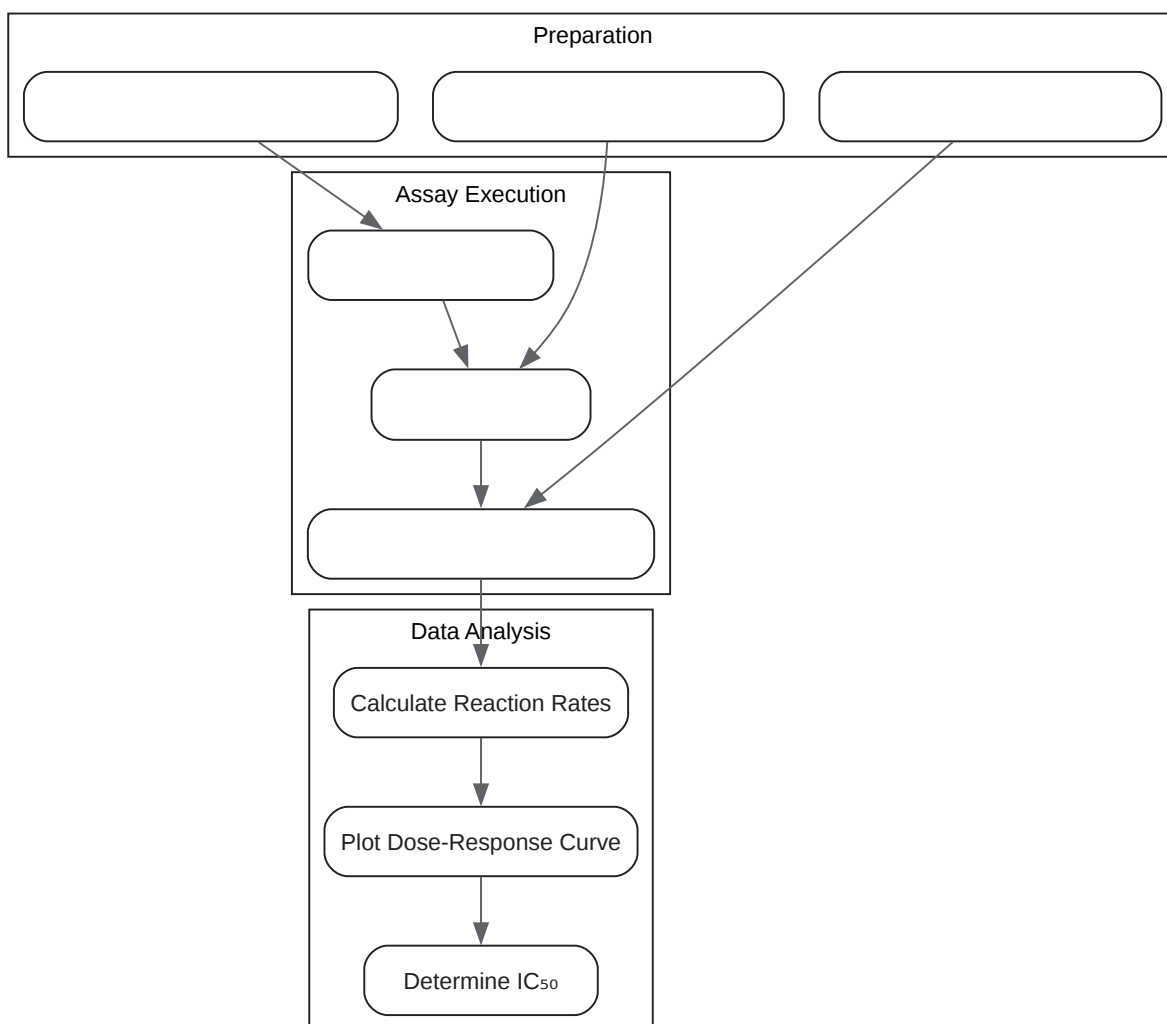 Preparation
Assay Execution
Data Analysis
Calculate Reaction Rates
Plot Dose-Response Curve
Determine IC₅₀